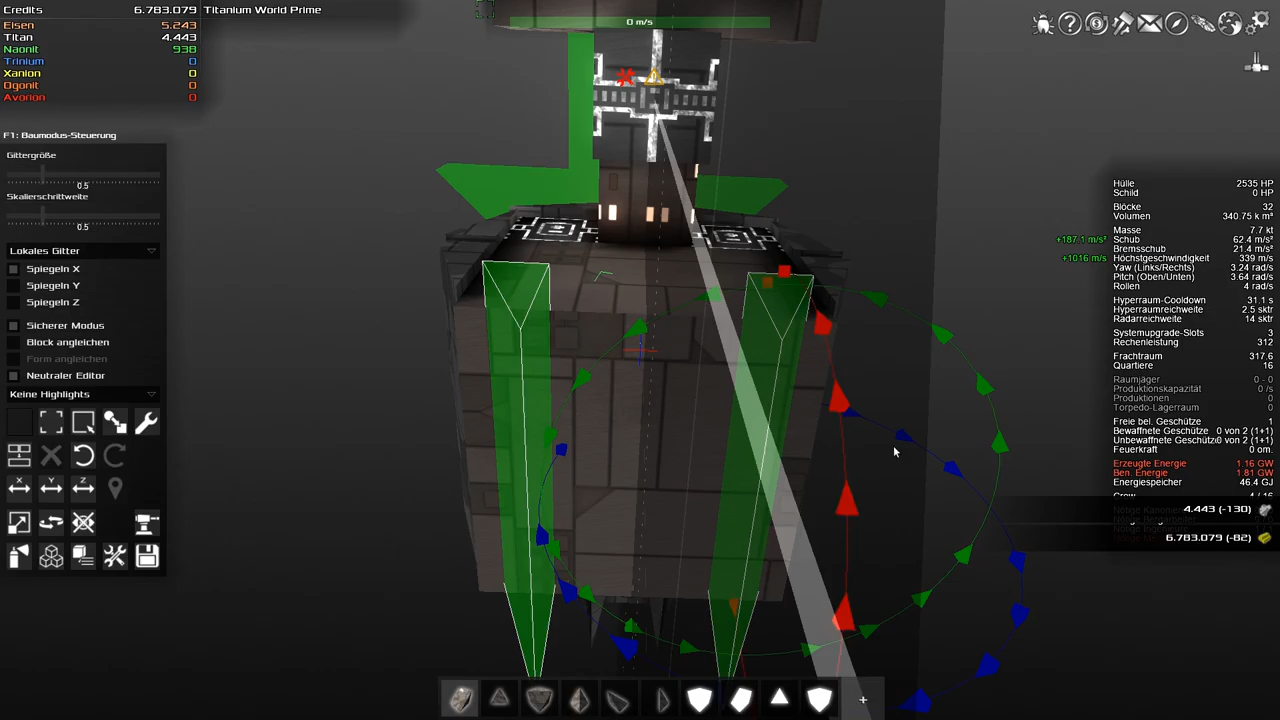 Credits 6.783.079 Titanium World Prime
Eisen 5.243
Titan 4.443
Naonit 938
Trinium 0
Xanion 0
Ogonit 0
Avorion 0
0 m/s
F1: Baumodus-Steuerung
Gittergröße
0.5
Skalierschrittweite
0.5
Lokales Gitter
Spiegeln X
Spiegeln Y
Spiegeln Z
Sicherer Modus
Block angleichen
Form angleichen
Neutraler Editor
Keine Highlights
X Y Z
Hülle 2535 HP
Schild 0 HP
Blöcke 32
Volumen 340.75 k m³
Masse 7.7 kt
+187.1 m/s² Schub 62.4 m/s²
Bremsschub 21.4 m/s²
+1016 m/s Höchstgeschwindigkeit 339 m/s
Yaw (Links/Rechts) 3.24 rad/s
Pitch (Oben/Unten) 3.64 rad/s
Rollen 4 rad/s
Hyperraum-Cooldown 31.1 s
Hyperraumreichweite 2.5 sktr
Radarreichweite 14 sktr
Systemupgrade-Slots 3
Rechenleistung 312
Frachtraum 317.6
Quartiere 16
Raumjäger 0 - 0
Produktionskapazität 0 /s
Produktionen 0
Torpedo-Lagerraum 0
Freie bel. Geschütze 1
Bewaffnete Geschütz 0 von 2 (1+1)
Unbewaffnete Geschütz 0 von 2 (1+1)
Feuerkraft 0 om.
Erzeugte Energie 1.16 GW
Ben. Energie 1.81 GW
Energiespeicher 46.4 GJ
4.443 (-130)
6.783.079 (-82)